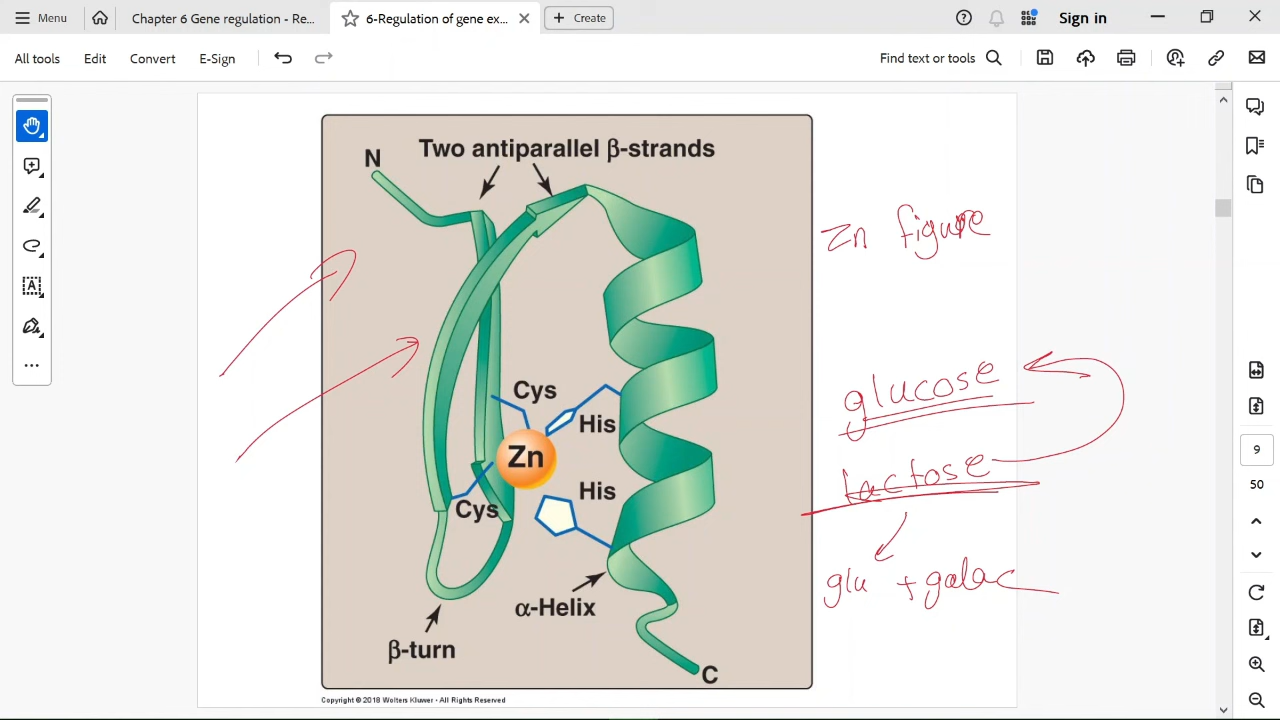 Menu Chapter 6 Gene regulation - Re... 6-Regulation of gene ex... Create Sign in
All tools Edit Convert E-Sign Find text or tools
Two antiparallel β-strands
N
Zn figure
Cys
His
glucose
Zn
lactose
His
Cys
glu + galac
α-Helix
β-turn
C
Copyright © 2018 Wolters Kluwer • All Rights Reserved
9
50